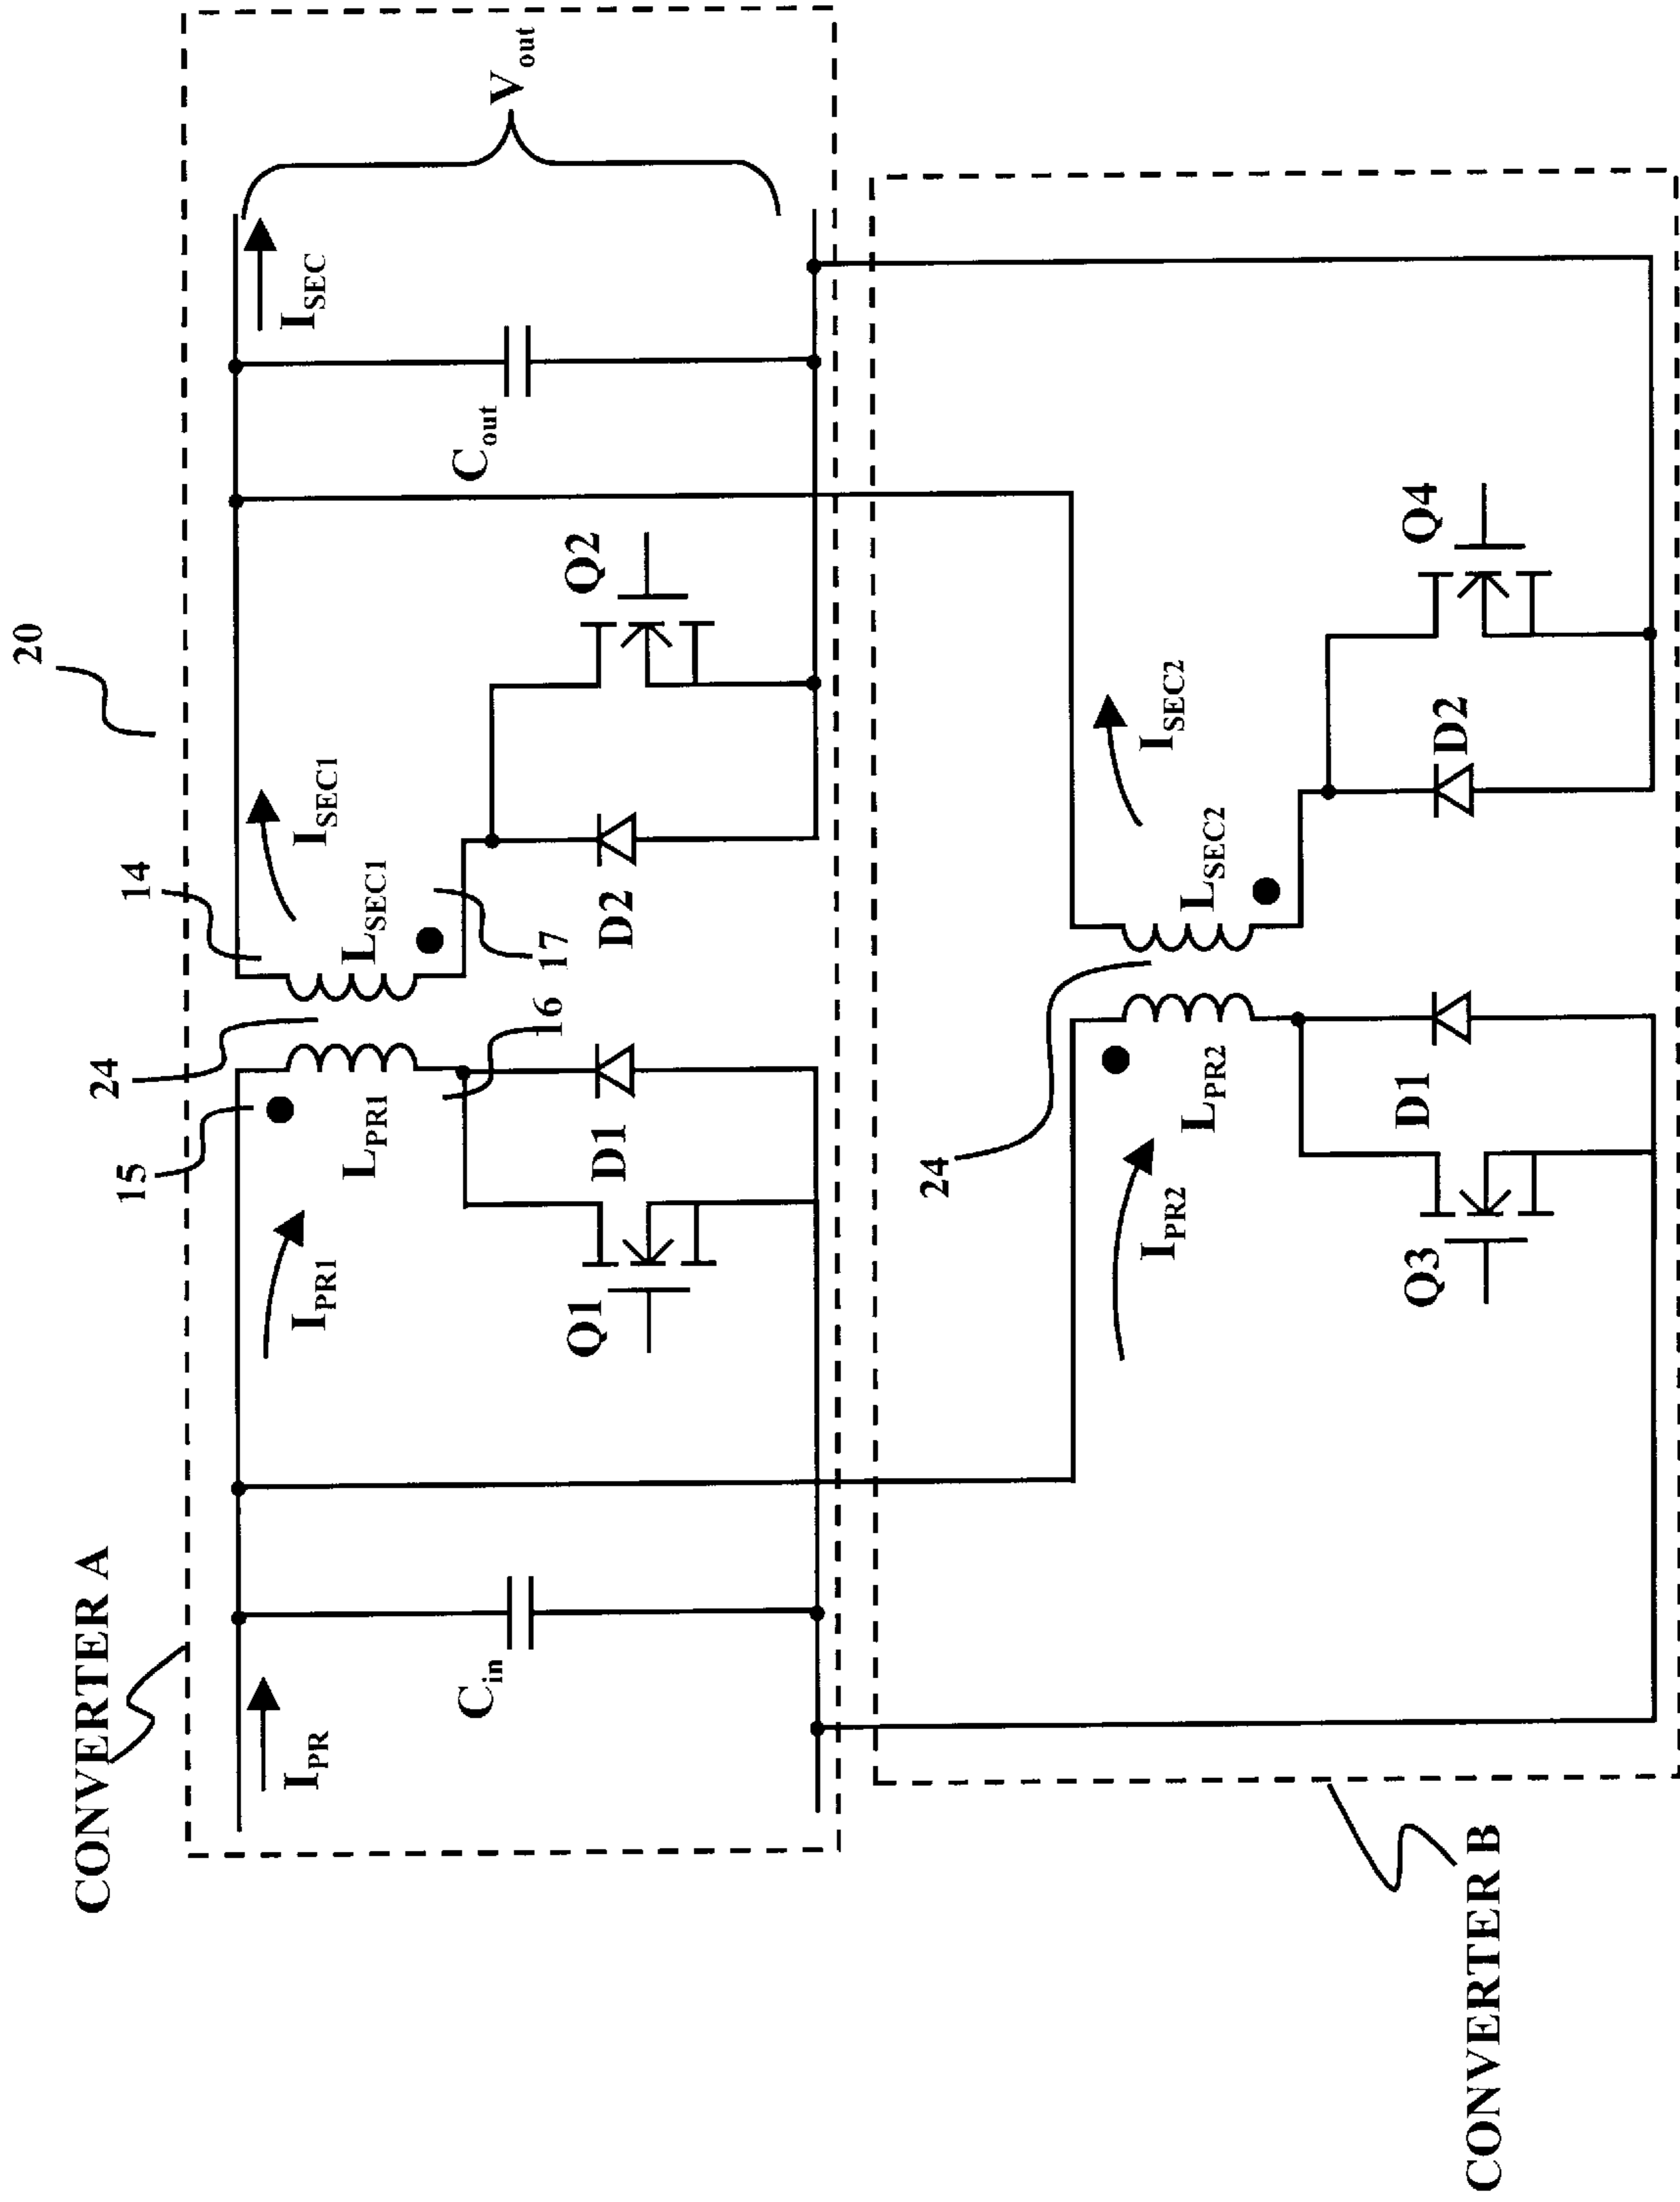 20
CONVERTER A
I_PR
C_in
15
24
14
I_PR1
L_PR1
L_SEC1
I_SEC1
16
17
Q1
D1
D2
Q2
C_out
I_SEC
V_out
CONVERTER B
24
I_PR2
L_PR2
L_SEC2
I_SEC2
Q3
D1
D2
Q4